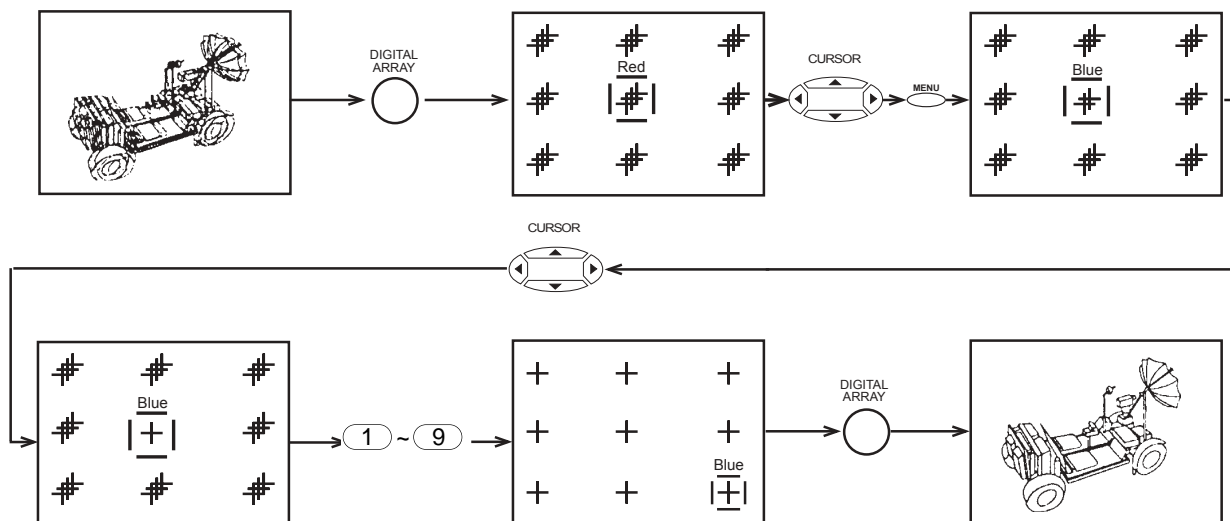 DIGITAL
ARRAY
Red
CURSOR
MENU
Blue
CURSOR
Blue
1 ~ 9
Blue
DIGITAL
ARRAY